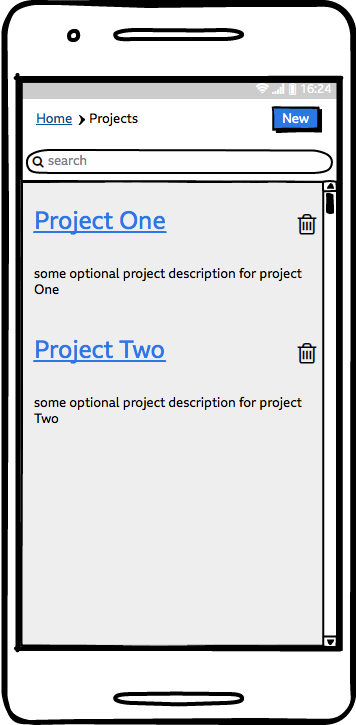 16:24
Home Projects
New
search
Project One
some optional project description for project
One
Project Two
some optional project description for project
Two